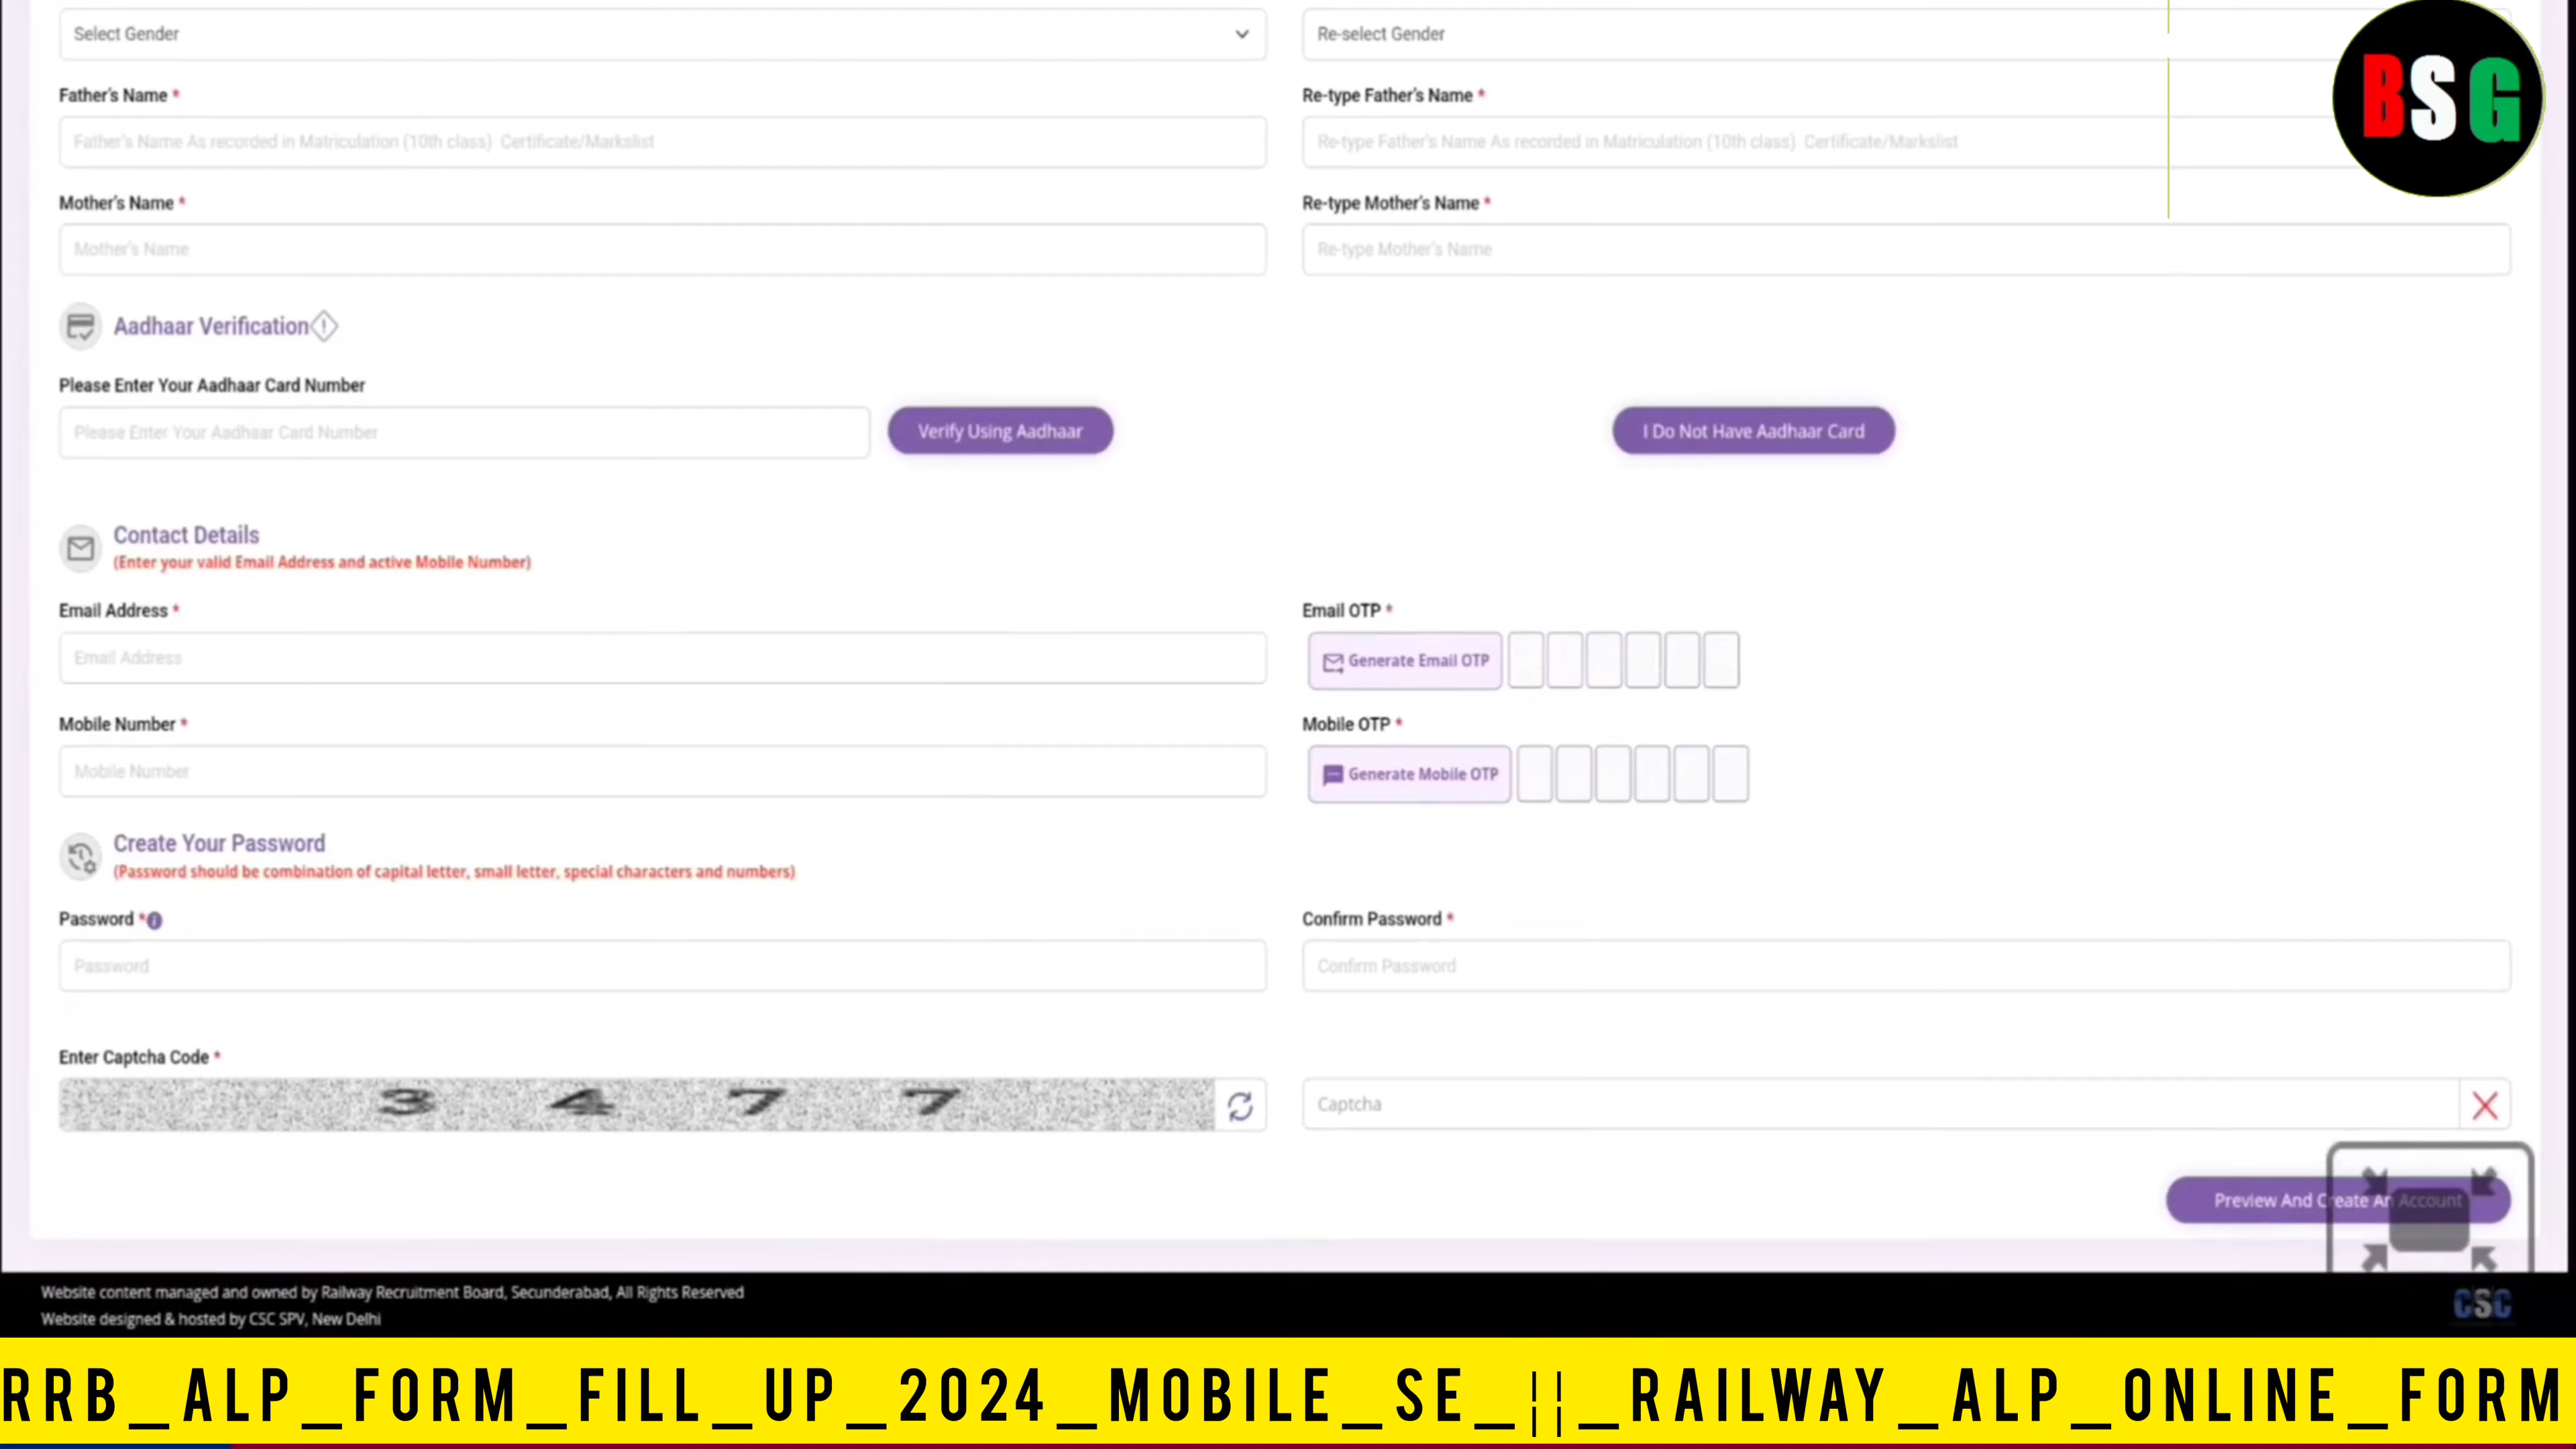 Select Gender
Re-select Gender
BSG
Father's Name *
Re-type Father's Name *
Father's Name As recorded in Matriculation (10th class) Certificate/Markslist
Re-type Father's Name As recorded in Matriculation (10th class) Certificate/Markslist
Mother's Name *
Re-type Mother's Name *
Mother's Name
Re-type Mother's Name
Aadhaar Verification
Please Enter Your Aadhaar Card Number
Please Enter Your Aadhaar Card Number
Verify Using Aadhaar
I Do Not Have Aadhaar Card
Contact Details
(Enter your valid Email Address and active Mobile Number)
Email Address *
Email OTP *
Email Address
Generate Email OTP
Mobile Number *
Mobile OTP *
Mobile Number
Generate Mobile OTP
Create Your Password
(Password should be combination of capital letter, small letter, special characters and numbers)
Password *
Confirm Password *
Password
Confirm Password
Enter Captcha Code *
3 4 7 7
Captcha
Preview And Create An Account
Website content managed and owned by Railway Recruitment Board, Secunderabad, All Rights Reserved
Website designed & hosted by CSC SPV, New Delhi
CSC
RRB_ALP_FORM_FILL_UP_2024_MOBILE_SE_¦¦_RAILWAY_ALP_ONLINE_FORM